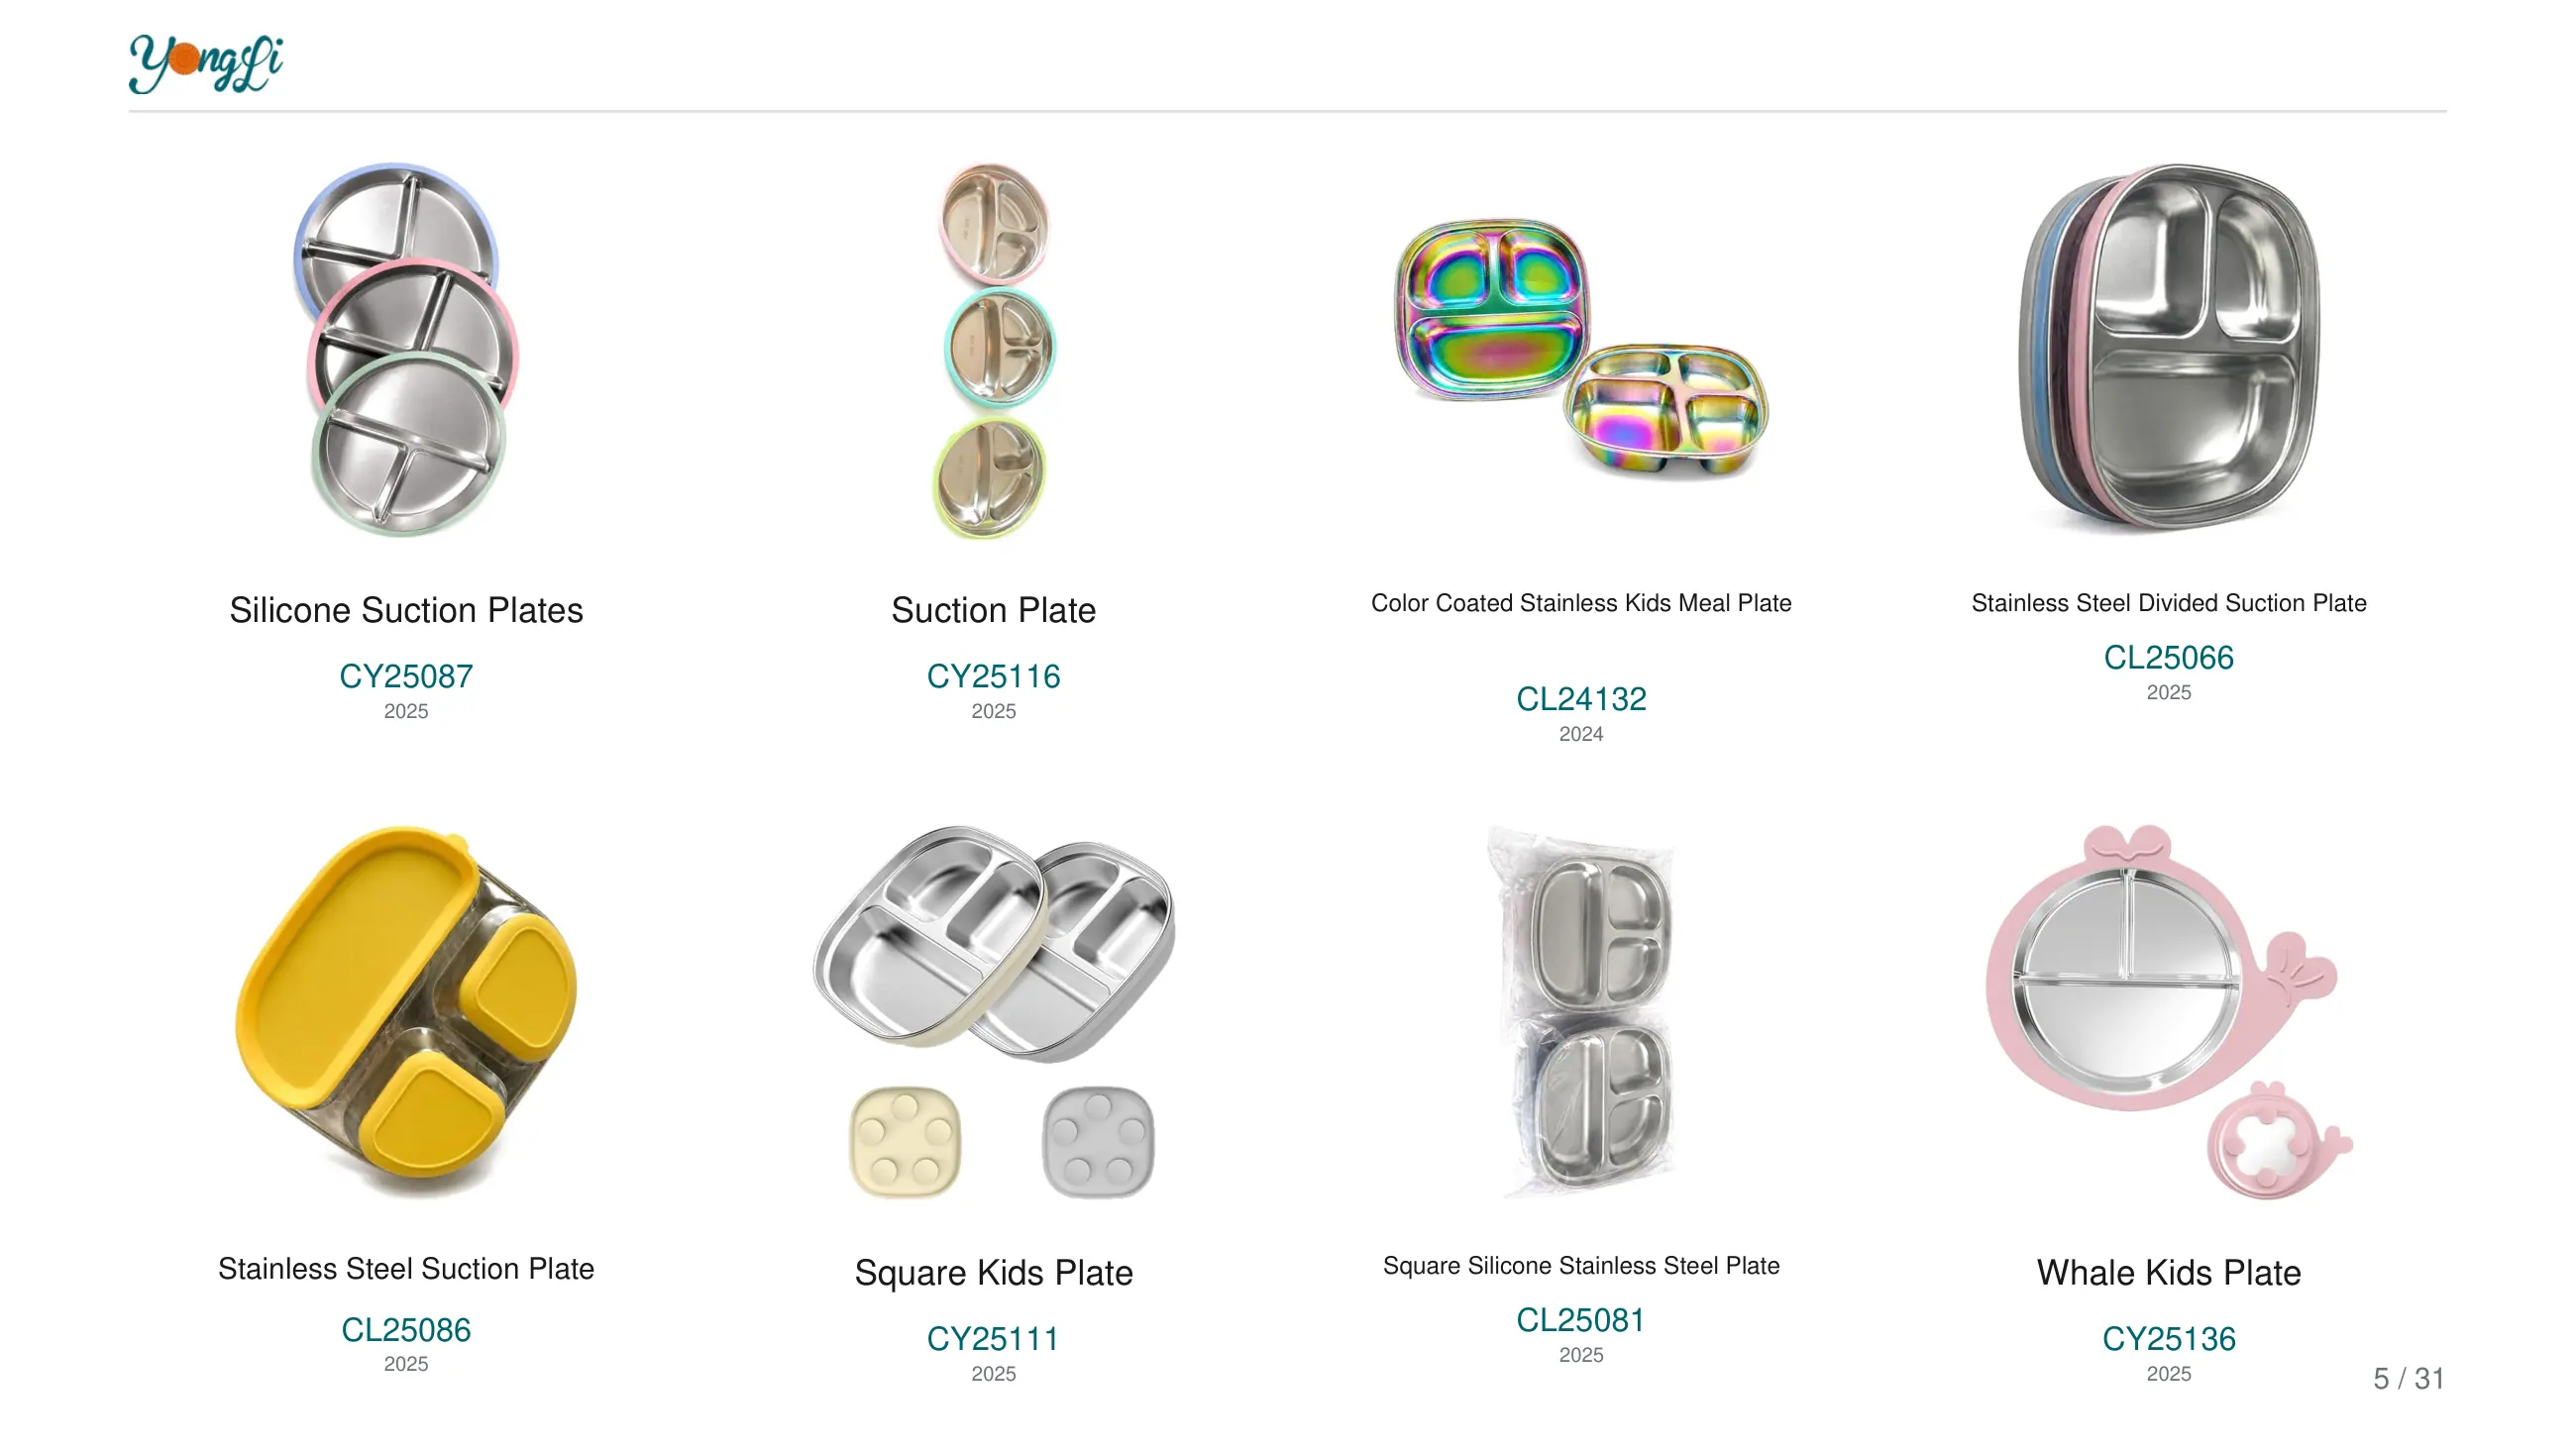 YongLi
Silicone Suction Plates
CY25087
2025
Suction Plate
CY25116
2025
Color Coated Stainless Kids Meal Plate
CL24132
2024
Stainless Steel Divided Suction Plate
CL25066
2025
Stainless Steel Suction Plate
CL25086
2025
Square Kids Plate
CY25111
2025
Square Silicone Stainless Steel Plate
CL25081
2025
Whale Kids Plate
CY25136
2025
5 / 31